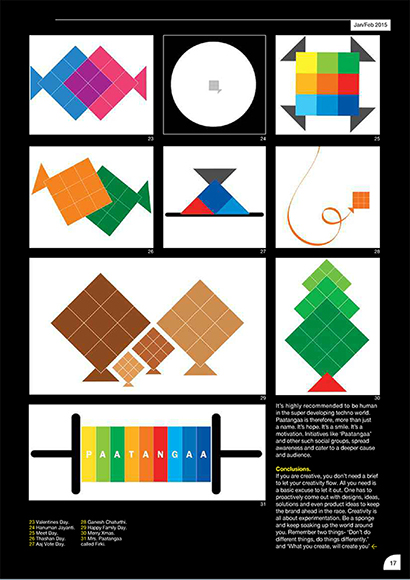 Jan/Feb 2015
23
24
25
26
27
28
29
30
PAATANGAA
31
It's highly recommended to be human
in the super developing techno world.
Paatangaa is therefore, more than just
a name. It's hope. It's a smile. It's a
motivation. Initiatives like 'Paatangaa'
and other such social groups, spread
awareness and cater to a deeper cause
and audience.
Conclusions.
If you are creative, you don't need a brief
to let your creativity flow. All you need is
a basic excuse to let it out. One has to
proactively come out with designs, ideas,
solutions and even product ideas to keep
the brand ahead in the race. Creativity is
all about experimentation. Be a sponge
and keep soaking up the world around
you. Remember two things- "Don't do
different things, do things differently."
and "What you create, will create you"
23 Valentines Day.
24 Hanuman Jayanti.
25 Meet Day.
26 Thashan Day.
27 Aaj Vote Day.
28 Ganesh Chaturthi.
29 Happy Family Day.
30 Merry Xmas.
31 Mrs. Paatangaa
called Firki.
17